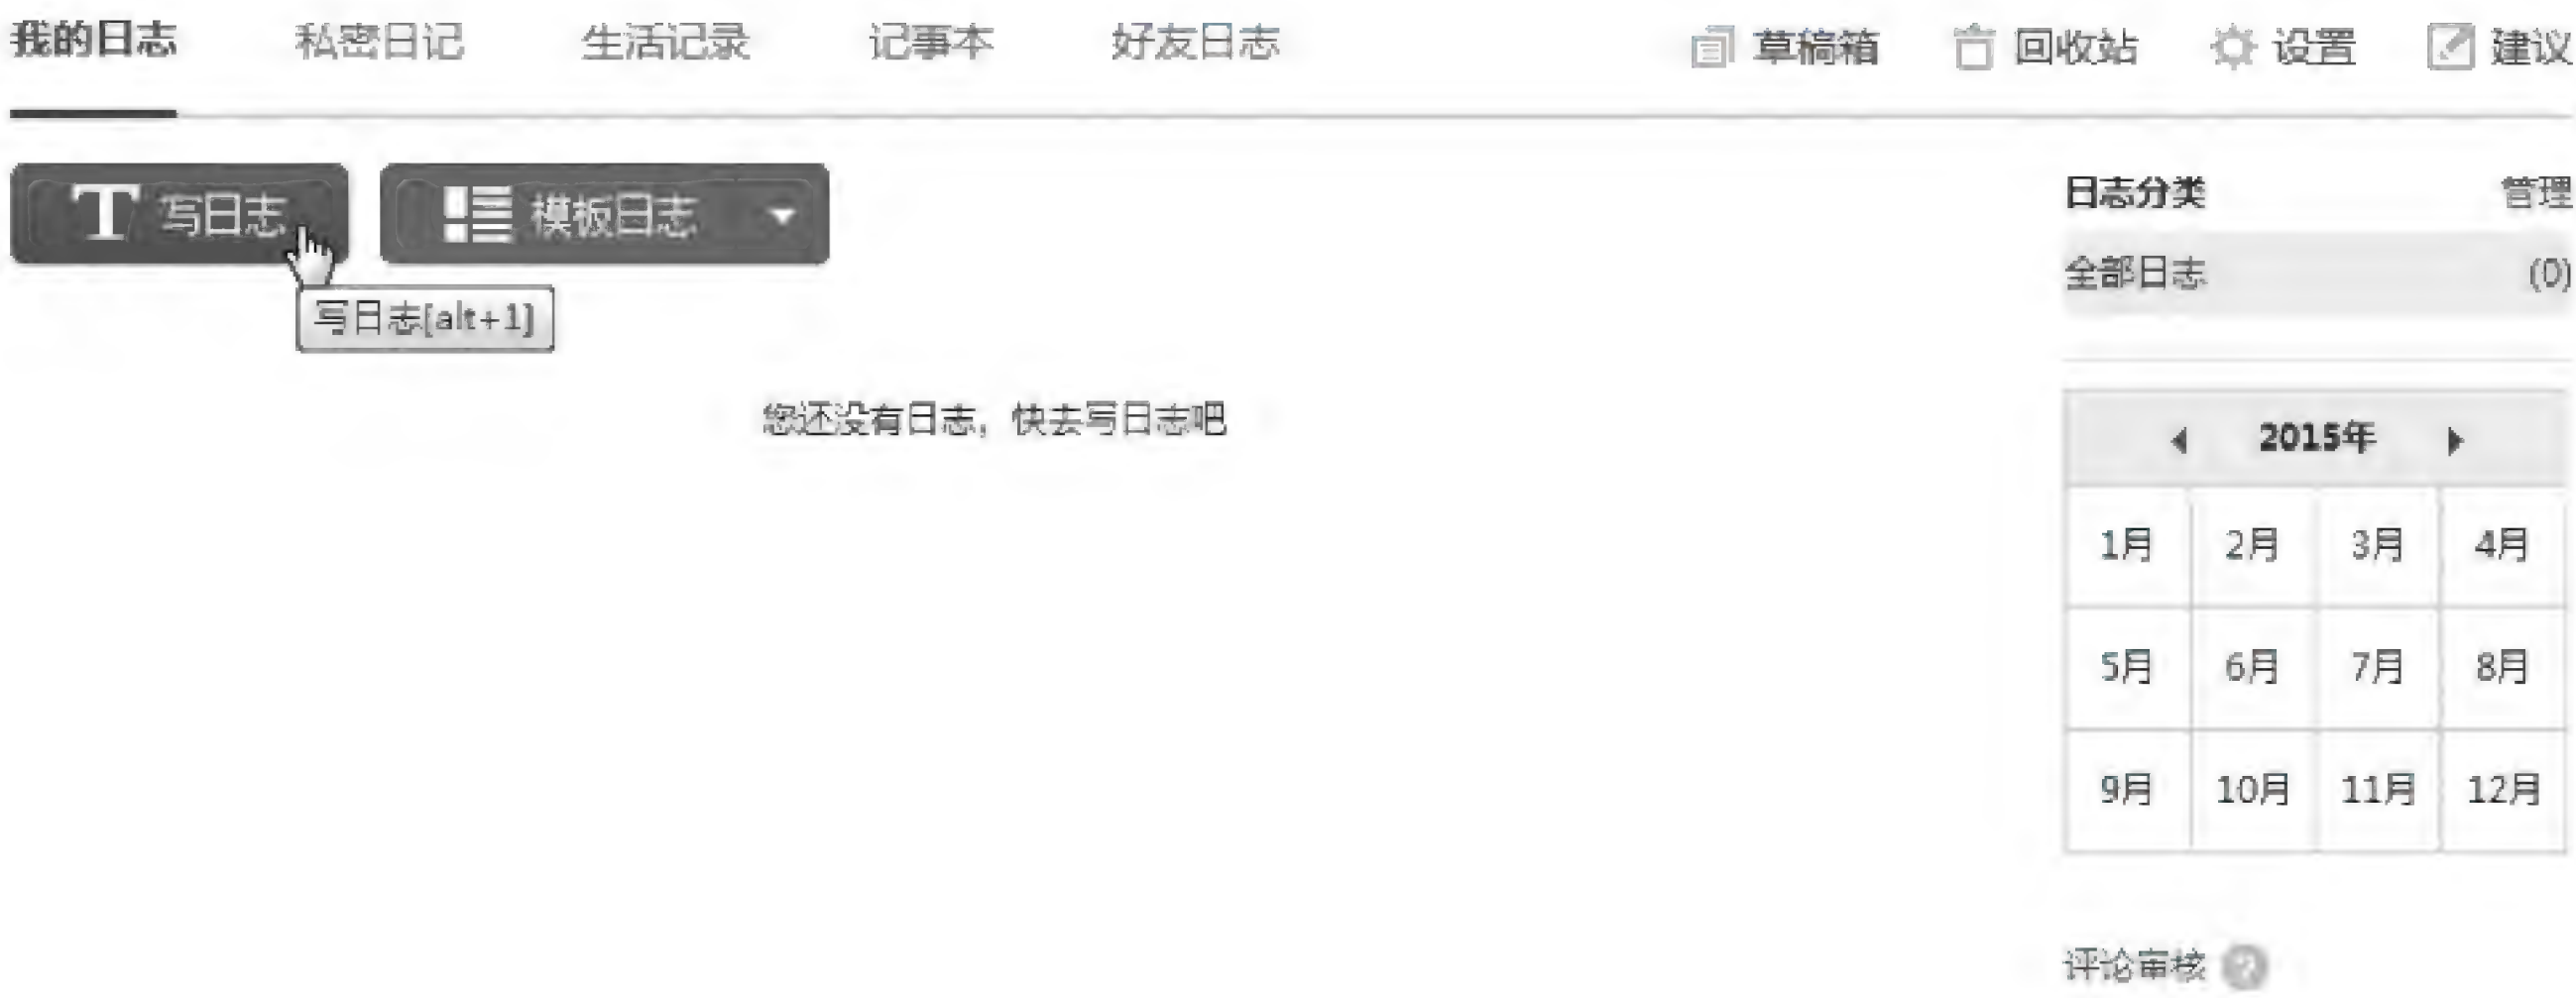 我的日志 私密日记 生活记录 记事本 好友日志 草稿箱 回收站 设置 建议
写日志 模板日志
日志分类 管理
全部日志 (0)
写日志[alt+1]
您还没有日志，快去写日志吧
2015年
1月 2月 3月 4月
5月 6月 7月 8月
9月 10月 11月 12月
评论审核 ?